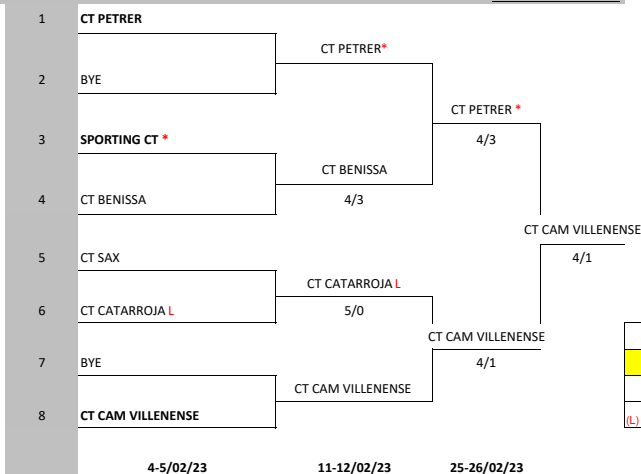 1 CT PETRER
CT PETRER*
2 BYE
CT PETRER *
3 SPORTING CT * 4/3
CT BENISSA
4 CT BENISSA 4/3
CT CAM VILLENENSE
5 CT SAX 4/1
CT CATARROJA L
6 CT CATARROJA L 5/0
CT CAM VILLENENSE
7 BYE 4/1
CT CAM VILLENENSE
8 CT CAM VILLENENSE (L)
4-5/02/23 11-12/02/23 25-26/02/23